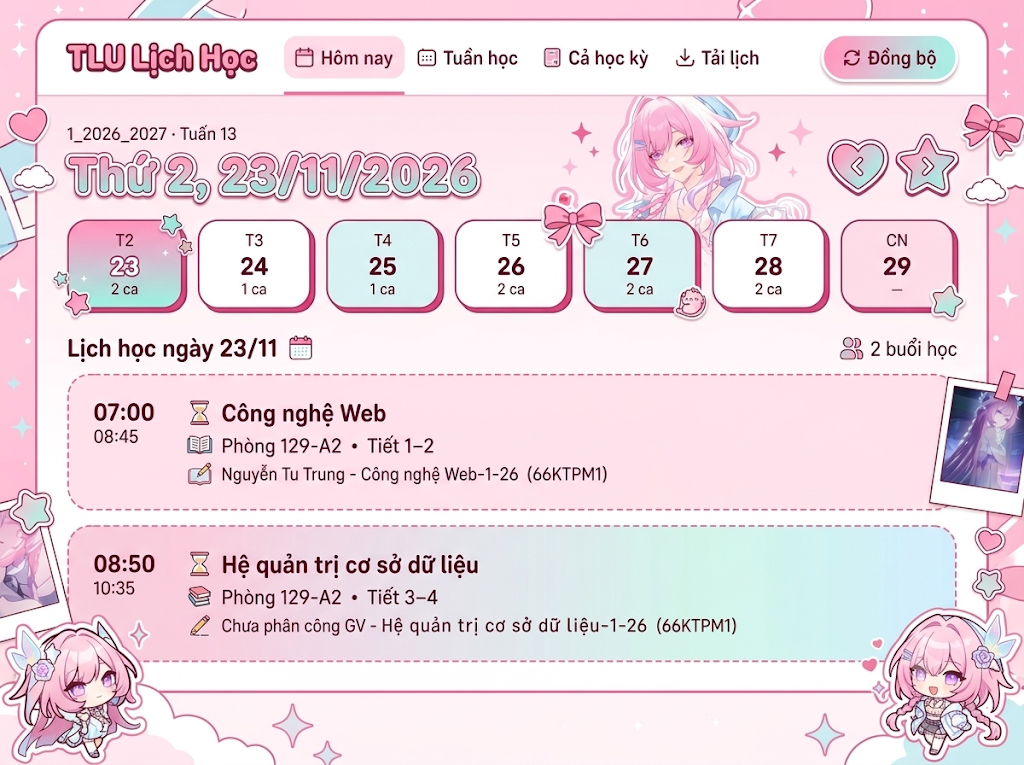 TLU Lịch Học
Hôm nay
Tuần học
Cả học kỳ
Tải lịch
Đồng bộ
1_2026_2027 · Tuần 13
Thứ 2, 23/11/2026
T2
23
2 ca
T3
24
1 ca
T4
25
1 ca
T5
26
2 ca
T6
27
2 ca
T7
28
2 ca
CN
29
–
Lịch học ngày 23/11
2 buổi học
07:00
08:45
Công nghệ Web
Phòng 129-A2 • Tiết 1–2
Nguyễn Tu Trung - Công nghệ Web-1-26 (66KTPM1)
08:50
10:35
Hệ quản trị cơ sở dữ liệu
Phòng 129-A2 • Tiết 3–4
Chưa phân công GV - Hệ quản trị cơ sở dữ liệu-1-26 (66KTPM1)